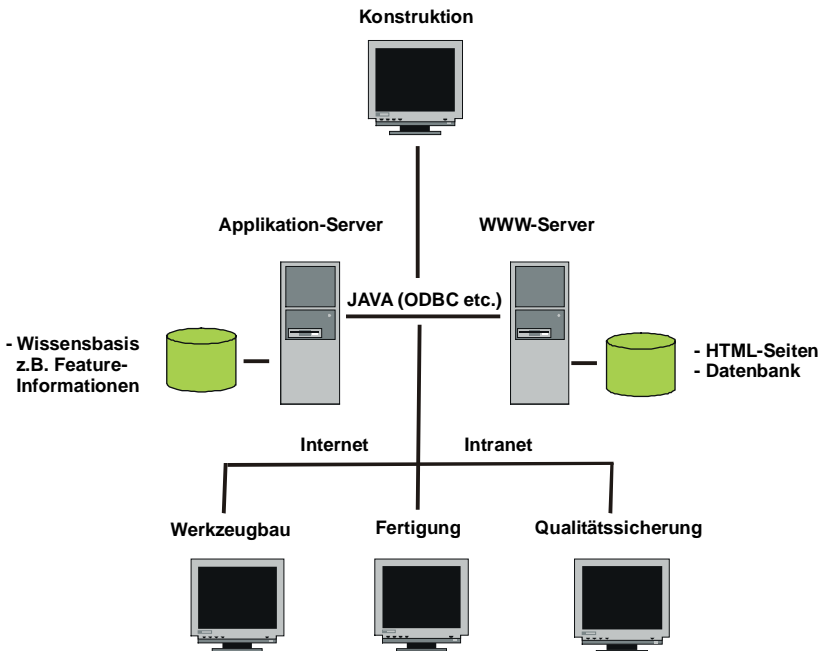 Konstruktion
Applikation-Server
WWW-Server
JAVA (ODBC etc.)
- Wissensbasis
z.B. Feature-
Informationen
- HTML-Seiten
- Datenbank
Internet
Intranet
Werkzeugbau
Fertigung
Qualitätssicherung